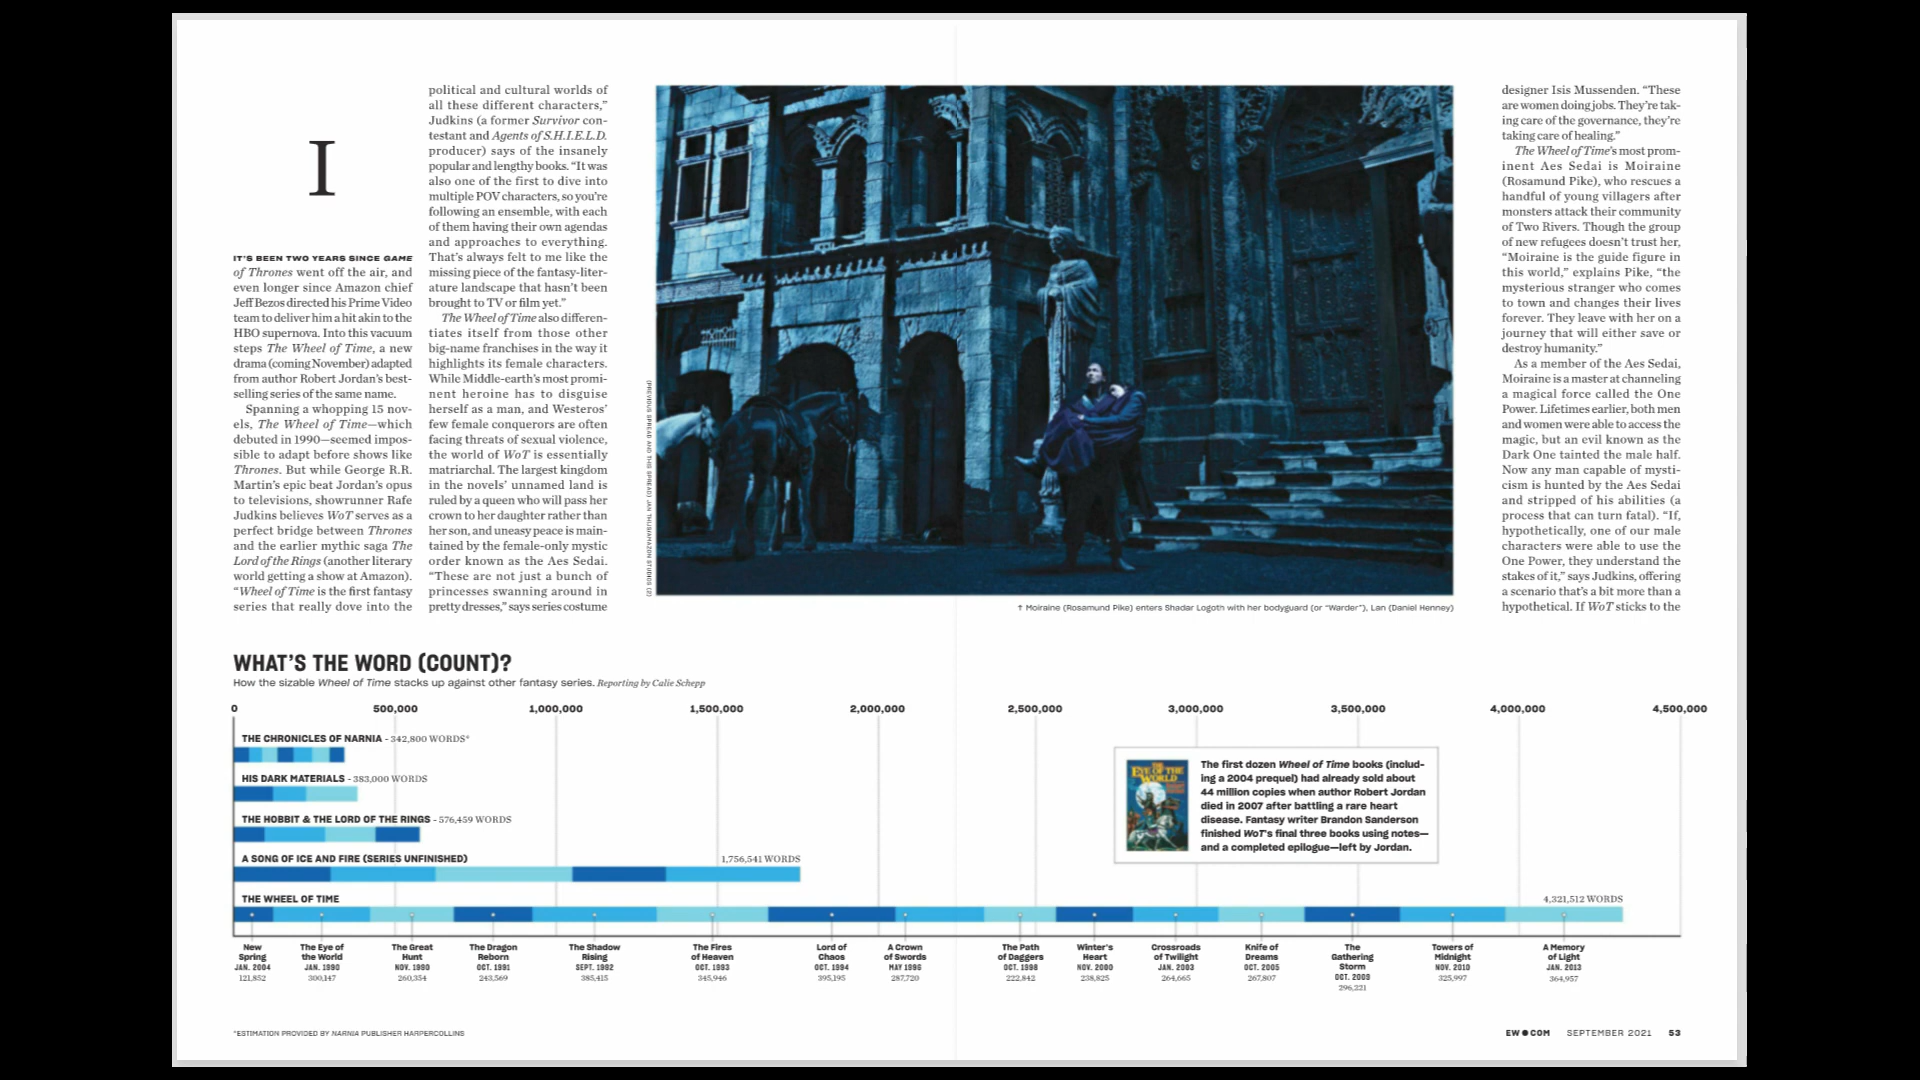 I
IT'S BEEN TWO YEARS SINCE GAME
of Thrones went off the air, and
even longer since Amazon chief
Jeff Bezos directed his Prime Video
team to deliver him a hit akin to the
HBO supernova. Into this vacuum
steps The Wheel of Time, a new
drama (coming November) adapted
from author Robert Jordan's best-
selling series of the same name.
Spanning a whopping 15 nov-
els, The Wheel of Time—which
debuted in 1990—seemed impos-
sible to adapt before shows like
Thrones. But while George R.R.
Martin's epic beat Jordan's opus
to televisions, showrunner Rafe
Judkins believes WoT serves as a
perfect bridge between Thrones
and the earlier mythic saga The
Lord of the Rings (another literary
world getting a show at Amazon).
"Wheel of Time is the first fantasy
series that really dove into the
political and cultural worlds of
all these different characters,"
Judkins (a former Survivor con-
testant and Agents of S.H.I.E.L.D.
producer) says of the insanely
popular and lengthy books. "It was
also one of the first to dive into
multiple POV characters, so you're
following an ensemble, with each
of them having their own agendas
and approaches to everything.
That's always felt to me like the
missing piece of the fantasy-liter-
ature landscape that hasn't been
brought to TV or film yet."
The Wheel of Time also differen-
tiates itself from those other
big-name franchises in the way it
highlights its female characters.
While Middle-earth's most promi-
nent heroine has to disguise
herself as a man, and Westeros'
few female conquerors are often
facing threats of sexual violence,
the world of WoT is essentially
matriarchal. The largest kingdom
in the novels' unnamed land is
ruled by a queen who will pass her
crown to her daughter rather than
her son, and uneasy peace is main-
tained by the female-only mystic
order known as the Aes Sedai.
"These are not just a bunch of
princesses swanning around in
pretty dresses," says series costume
(PREVIOUS SPREAD AND THIS SPREAD) JAN THIJS/AMAZON STUDIOS (2)
↑ Moiraine (Rosamund Pike) enters Shadar Logoth with her bodyguard (or "Warder"), Lan (Daniel Henney)
designer Isis Mussenden. "These
are women doing jobs. They're tak-
ing care of the governance, they're
taking care of healing."
The Wheel of Time's most prom-
inent Aes Sedai is Moiraine
(Rosamund Pike), who rescues a
handful of young villagers after
monsters attack their community
of Two Rivers. Though the group
of new refugees doesn't trust her,
"Moiraine is the guide figure in
this world," explains Pike, "the
mysterious stranger who comes
to town and changes their lives
forever. They leave with her on a
journey that will either save or
destroy humanity."
As a member of the Aes Sedai,
Moiraine is a master at channeling
a magical force called the One
Power. Lifetimes earlier, both men
and women were able to access the
magic, but an evil known as the
Dark One tainted the male half.
Now any man capable of mysti-
cism is hunted by the Aes Sedai
and stripped of his abilities (a
process that can turn fatal). "If,
hypothetically, one of our male
characters were able to use the
One Power, they understand the
stakes of it," says Judkins, offering
a scenario that's a bit more than a
hypothetical. If WoT sticks to the
WHAT'S THE WORD (COUNT)?
How the sizable Wheel of Time stacks up against other fantasy series. Reporting by Calie Schepp
0 500,000 1,000,000 1,500,000 2,000,000 2,500,000 3,000,000 3,500,000 4,000,000 4,500,000
THE CHRONICLES OF NARNIA - 342,800 WORDS*
HIS DARK MATERIALS - 383,000 WORDS
THE HOBBIT & THE LORD OF THE RINGS - 576,459 WORDS
A SONG OF ICE AND FIRE (SERIES UNFINISHED) 1,756,541 WORDS
THE WHEEL OF TIME 4,321,512 WORDS
THE EYE OF THE WORLD
The first dozen Wheel of Time books (includ-
ing a 2004 prequel) had already sold about
44 million copies when author Robert Jordan
died in 2007 after battling a rare heart
disease. Fantasy writer Brandon Sanderson
finished WoT's final three books using notes—
and a completed epilogue—left by Jordan.
New Spring JAN. 2004 121,852
The Eye of the World JAN. 1990 300,147
The Great Hunt NOV. 1990 260,354
The Dragon Reborn OCT. 1991 243,569
The Shadow Rising SEPT. 1992 385,415
The Fires of Heaven OCT. 1993 345,946
Lord of Chaos OCT. 1994 395,195
A Crown of Swords MAY 1996 287,720
The Path of Daggers OCT. 1998 222,842
Winter's Heart NOV. 2000 238,825
Crossroads of Twilight JAN. 2003 264,665
Knife of Dreams OCT. 2005 267,807
The Gathering Storm OCT. 2009 296,221
Towers of Midnight NOV. 2010 325,997
A Memory of Light JAN. 2013 364,957
*ESTIMATION PROVIDED BY NARNIA PUBLISHER HARPERCOLLINS
EW●COM SEPTEMBER 2021 53